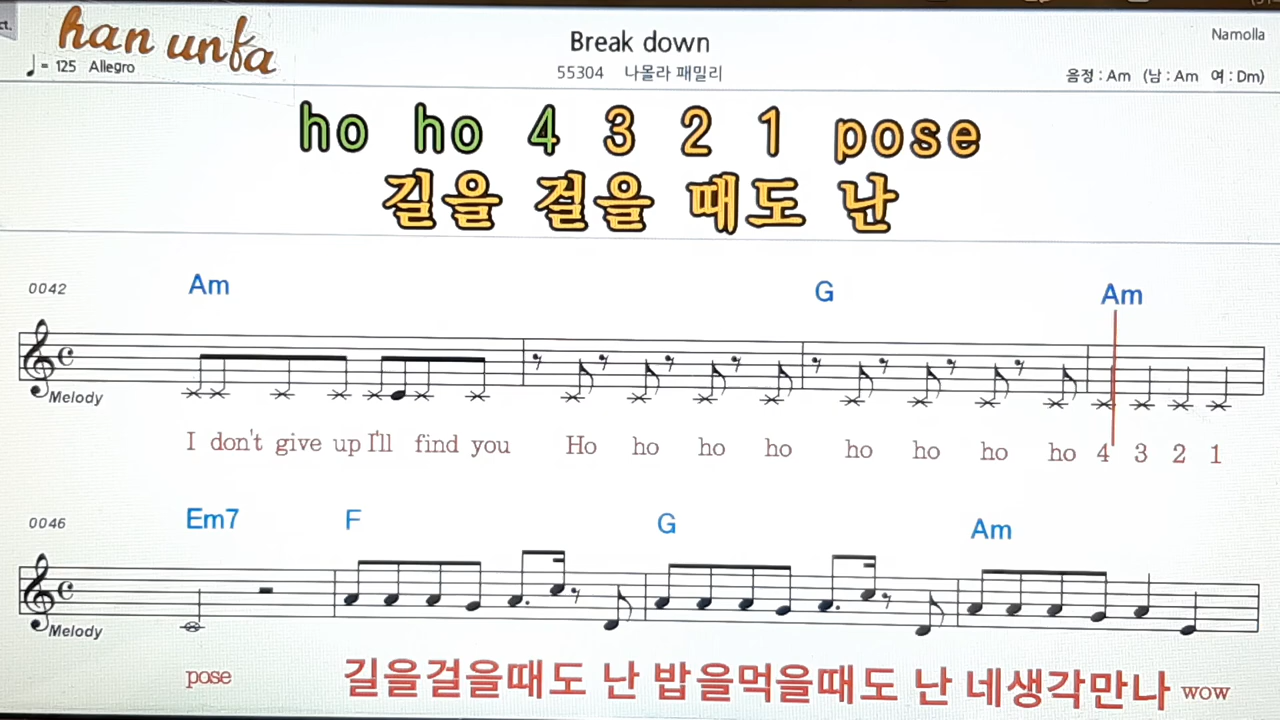 ct.
han unfa
Break down
Namolla
= 125 Allegro
55304 나몰라 패밀리
음정 : Am (남 : Am 여 : Dm)
ho ho 4 3 2 1 pose
길을 걸을 때도 난
0042 Am G Am
Melody
I don't give up I'll find you Ho ho ho ho ho ho ho ho 4 3 2 1
0046 Em7 F G Am
Melody
pose 길을걸을때도 난 밥을먹을때도 난 네생각만나 wow